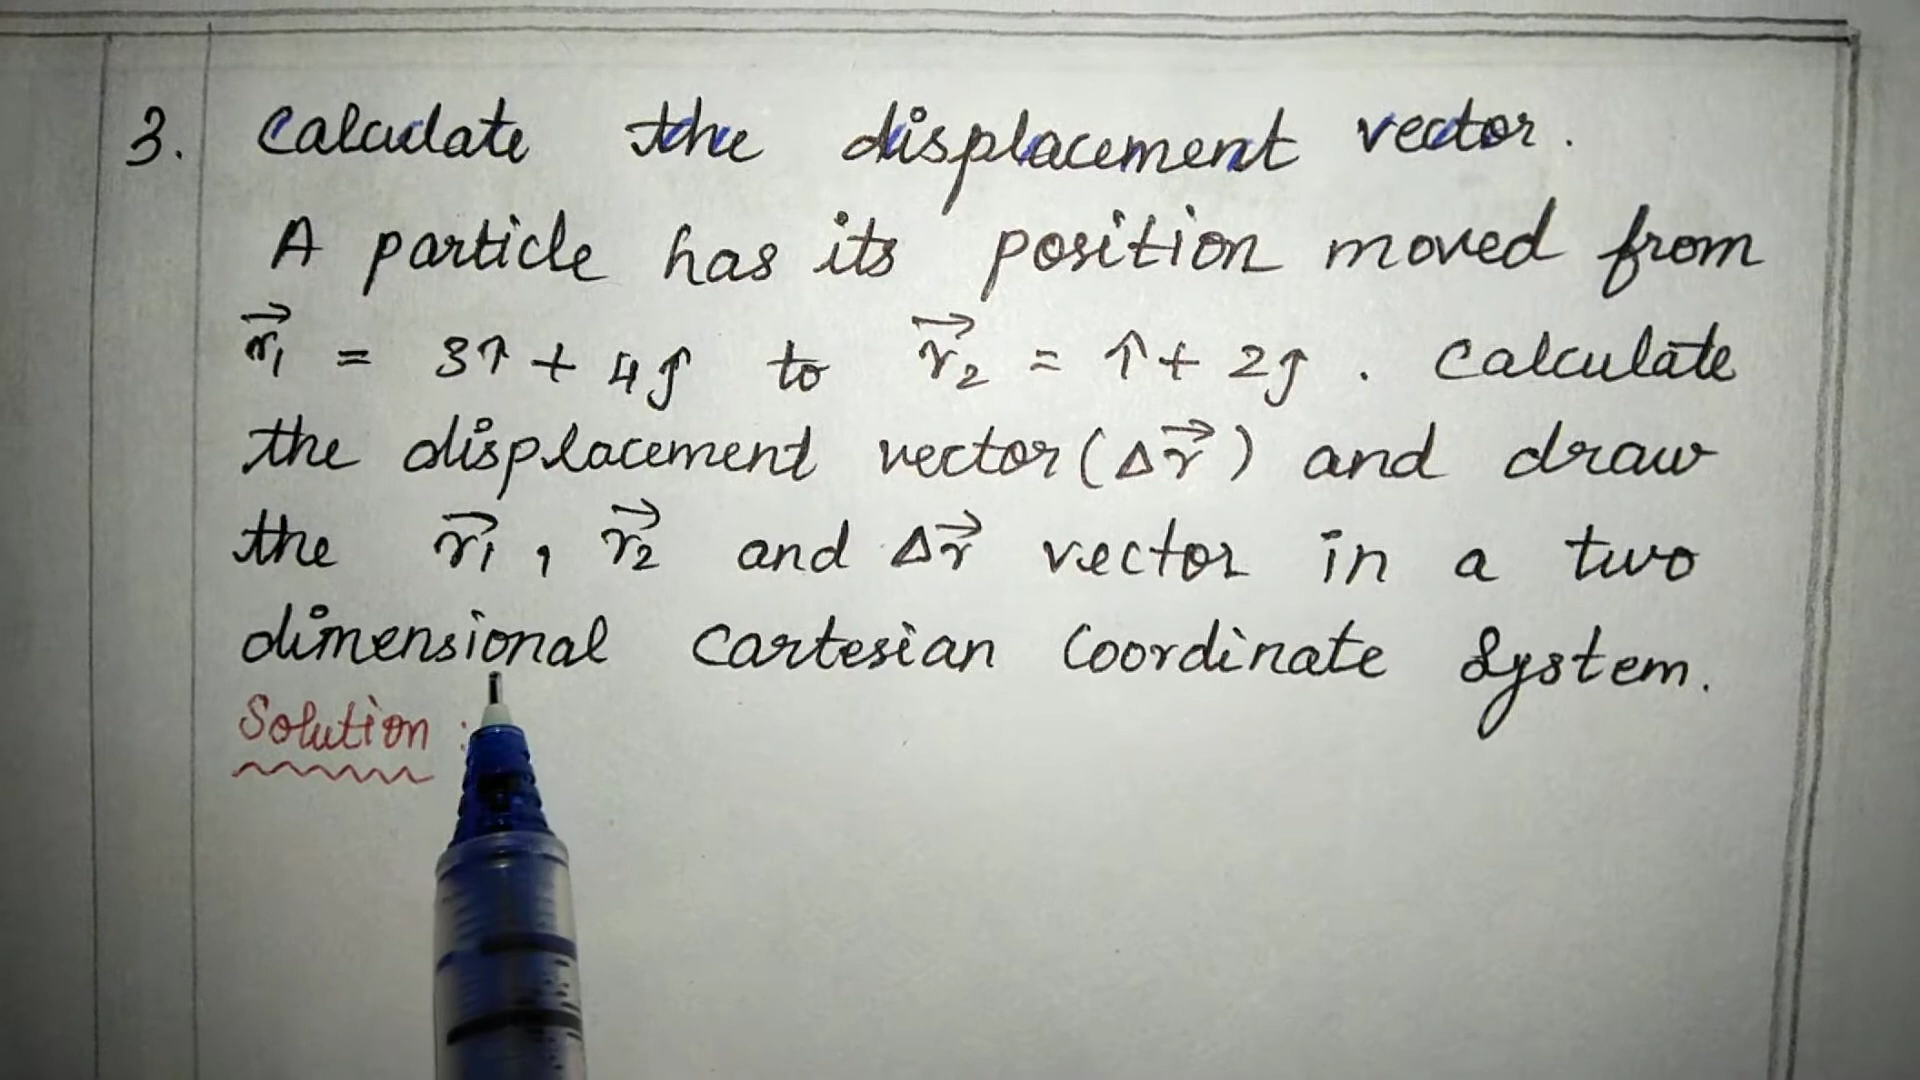 3. Calculate the displacement vector.
A particle has its position moved from
r⃗₁ = 3î + 4ĵ to r⃗₂ = î + 2ĵ. Calculate
the displacement vector (Δr⃗) and draw
the r⃗₁, r⃗₂ and Δr⃗ vector in a two
dimensional Cartesian Coordinate System.
Solution: